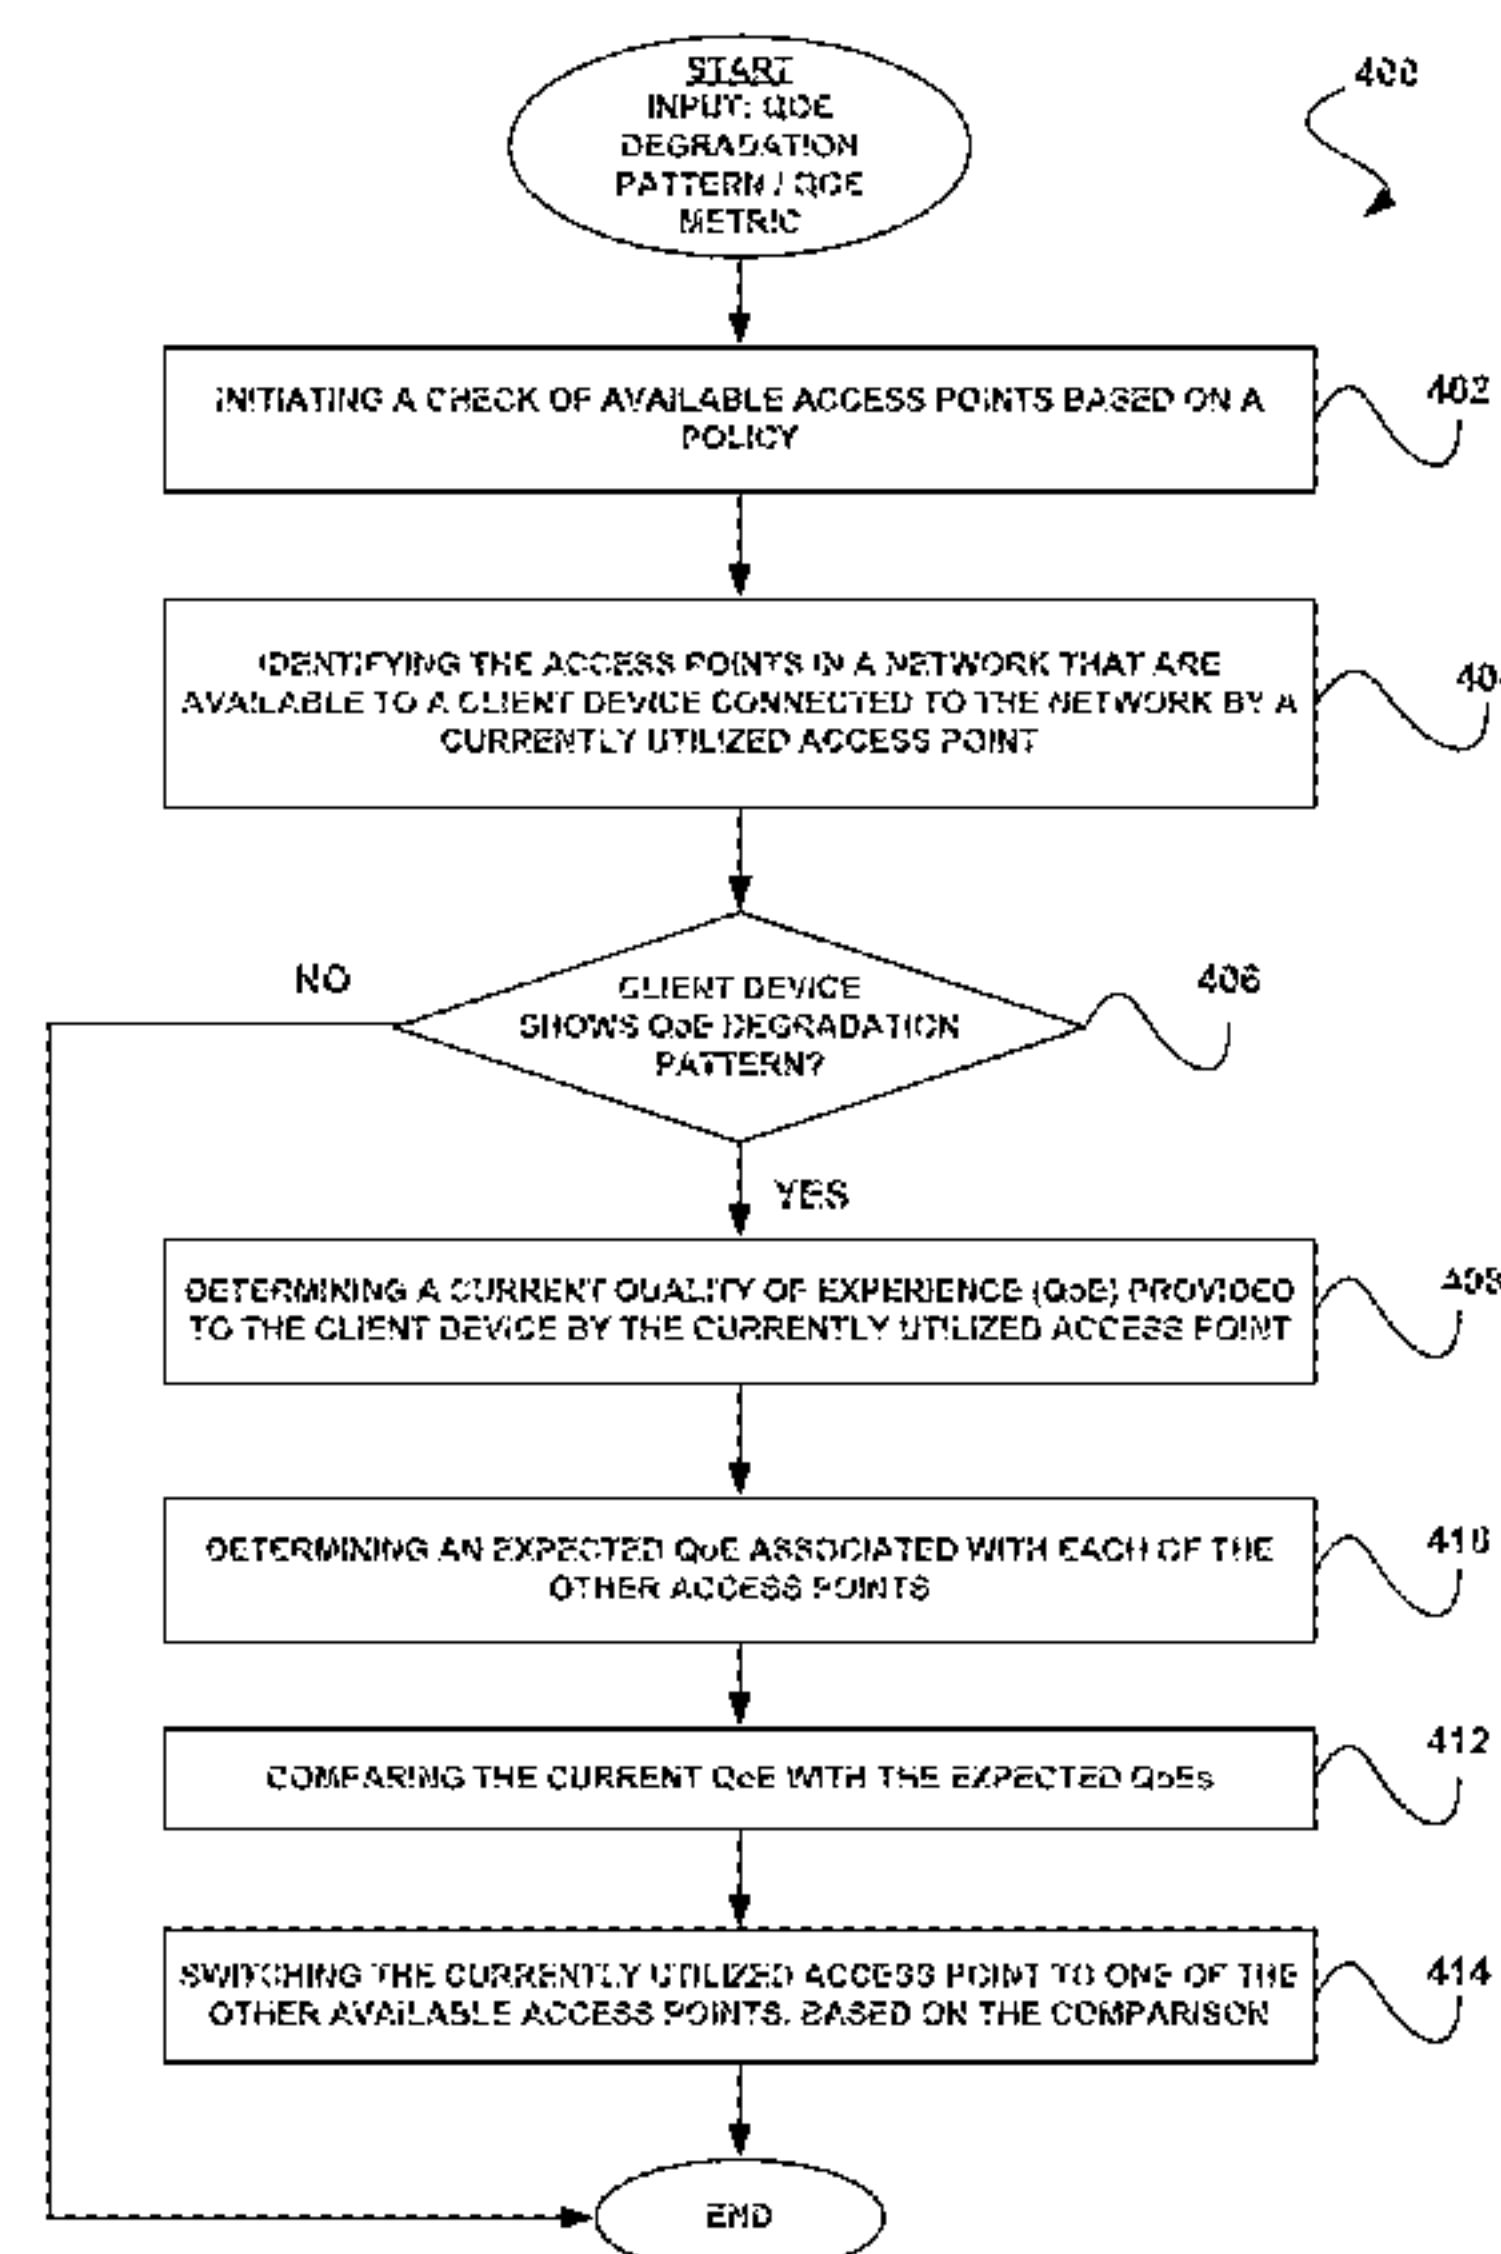 START
INPUT: QOE
DEGRADATION
PATTERN / QOE
METRIC
400
INITIATING A CHECK OF AVAILABLE ACCESS POINTS BASED ON A
POLICY
402
IDENTIFYING THE ACCESS POINTS IN A NETWORK THAT ARE
AVAILABLE TO A CLIENT DEVICE CONNECTED TO THE NETWORK BY A
CURRENTLY UTILIZED ACCESS POINT
NO
CLIENT DEVICE
SHOWS QoE DEGRADATION
PATTERN?
406
YES
DETERMINING A CURRENT QUALITY OF EXPERIENCE (QoE) PROVIDED
TO THE CLIENT DEVICE BY THE CURRENTLY UTILIZED ACCESS POINT
408
DETERMINING AN EXPECTED QoE ASSOCIATED WITH EACH OF THE
OTHER ACCESS POINTS
410
COMPARING THE CURRENT QoE WITH THE EXPECTED QoEs
412
SWITCHING THE CURRENTLY UTILIZED ACCESS POINT TO ONE OF THE
OTHER AVAILABLE ACCESS POINTS, BASED ON THE COMPARISON
414
END